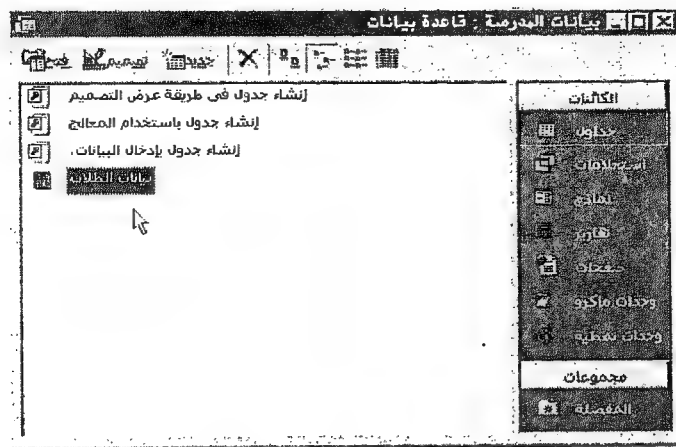 بيانات المدرسة : قاعدة بيانات
فتح تصميم جديد
الكائنات
جداول
استعلامات
نماذج
تقارير
صفحات
وحدات ماكرو
وحدات نمطية
مجموعات
المفضلة
إنشاء جدول في طريقة عرض التصميم
إنشاء جدول باستخدام المعالج
إنشاء جدول بإدخال البيانات.
بيانات الطلابة